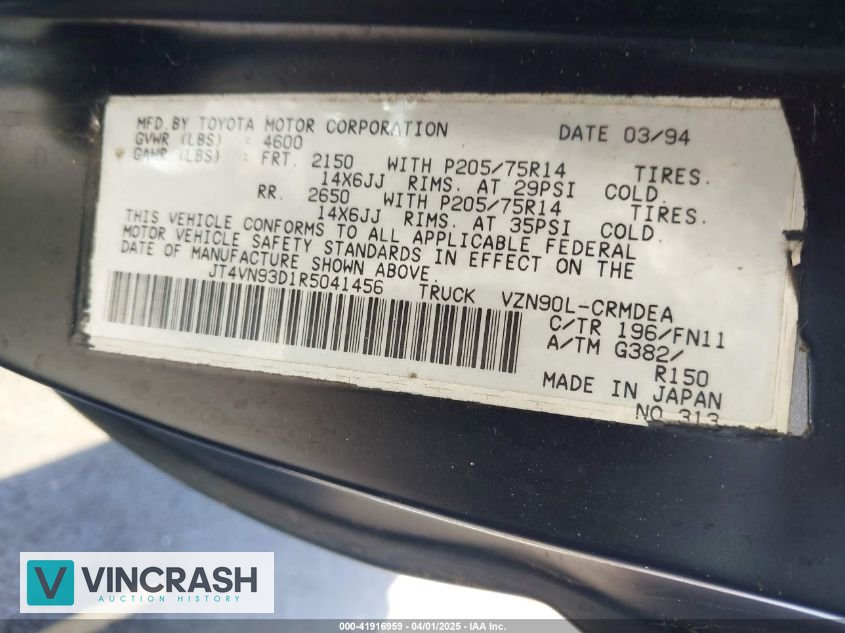 MFD.BY TOYOTA MOTOR CORPORATION DATE 03/94
GVWR (LBS) : 4600
GAWR (LBS) : FRT. 2150 WITH P205/75R14 TIRES.
14X6JJ RIMS. AT 29PSI COLD.
RR. 2650 WITH P205/75R14 TIRES.
14X6JJ RIMS. AT 35PSI COLD.
THIS VEHICLE CONFORMS TO ALL APPLICABLE FEDERAL
MOTOR VEHICLE SAFETY STANDARDS IN EFFECT ON THE
DATE OF MANUFACTURE SHOWN ABOVE.
JT4VN93D1R5041456 TRUCK VZN90L-CRMDEA
C/TR 196/FN11
A/TM G382/
R150
MADE IN JAPAN
NO.313
VINCRASH
AUCTION HISTORY
000-41916959 - 04/01/2025 - IAA Inc.